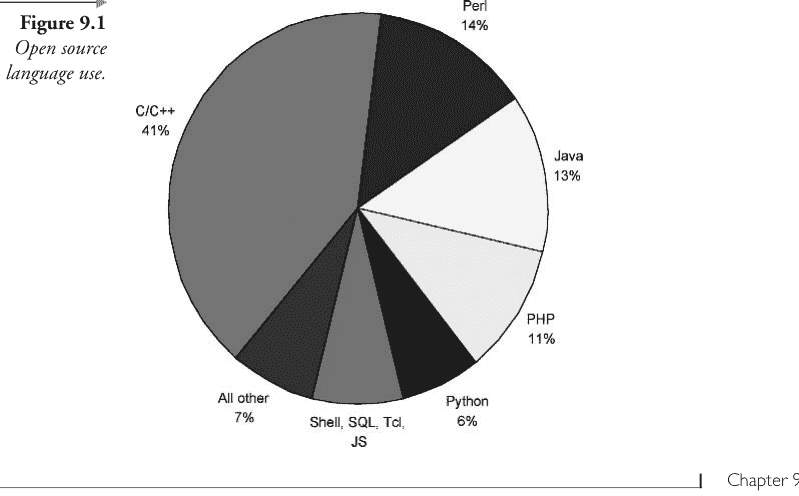 Figure 9.1
Open source
language use.
Perl
14%
C/C++
41%
Java
13%
PHP
11%
Python
6%
Shell, SQL, Tcl,
JS
All other
7%
Chapter 9